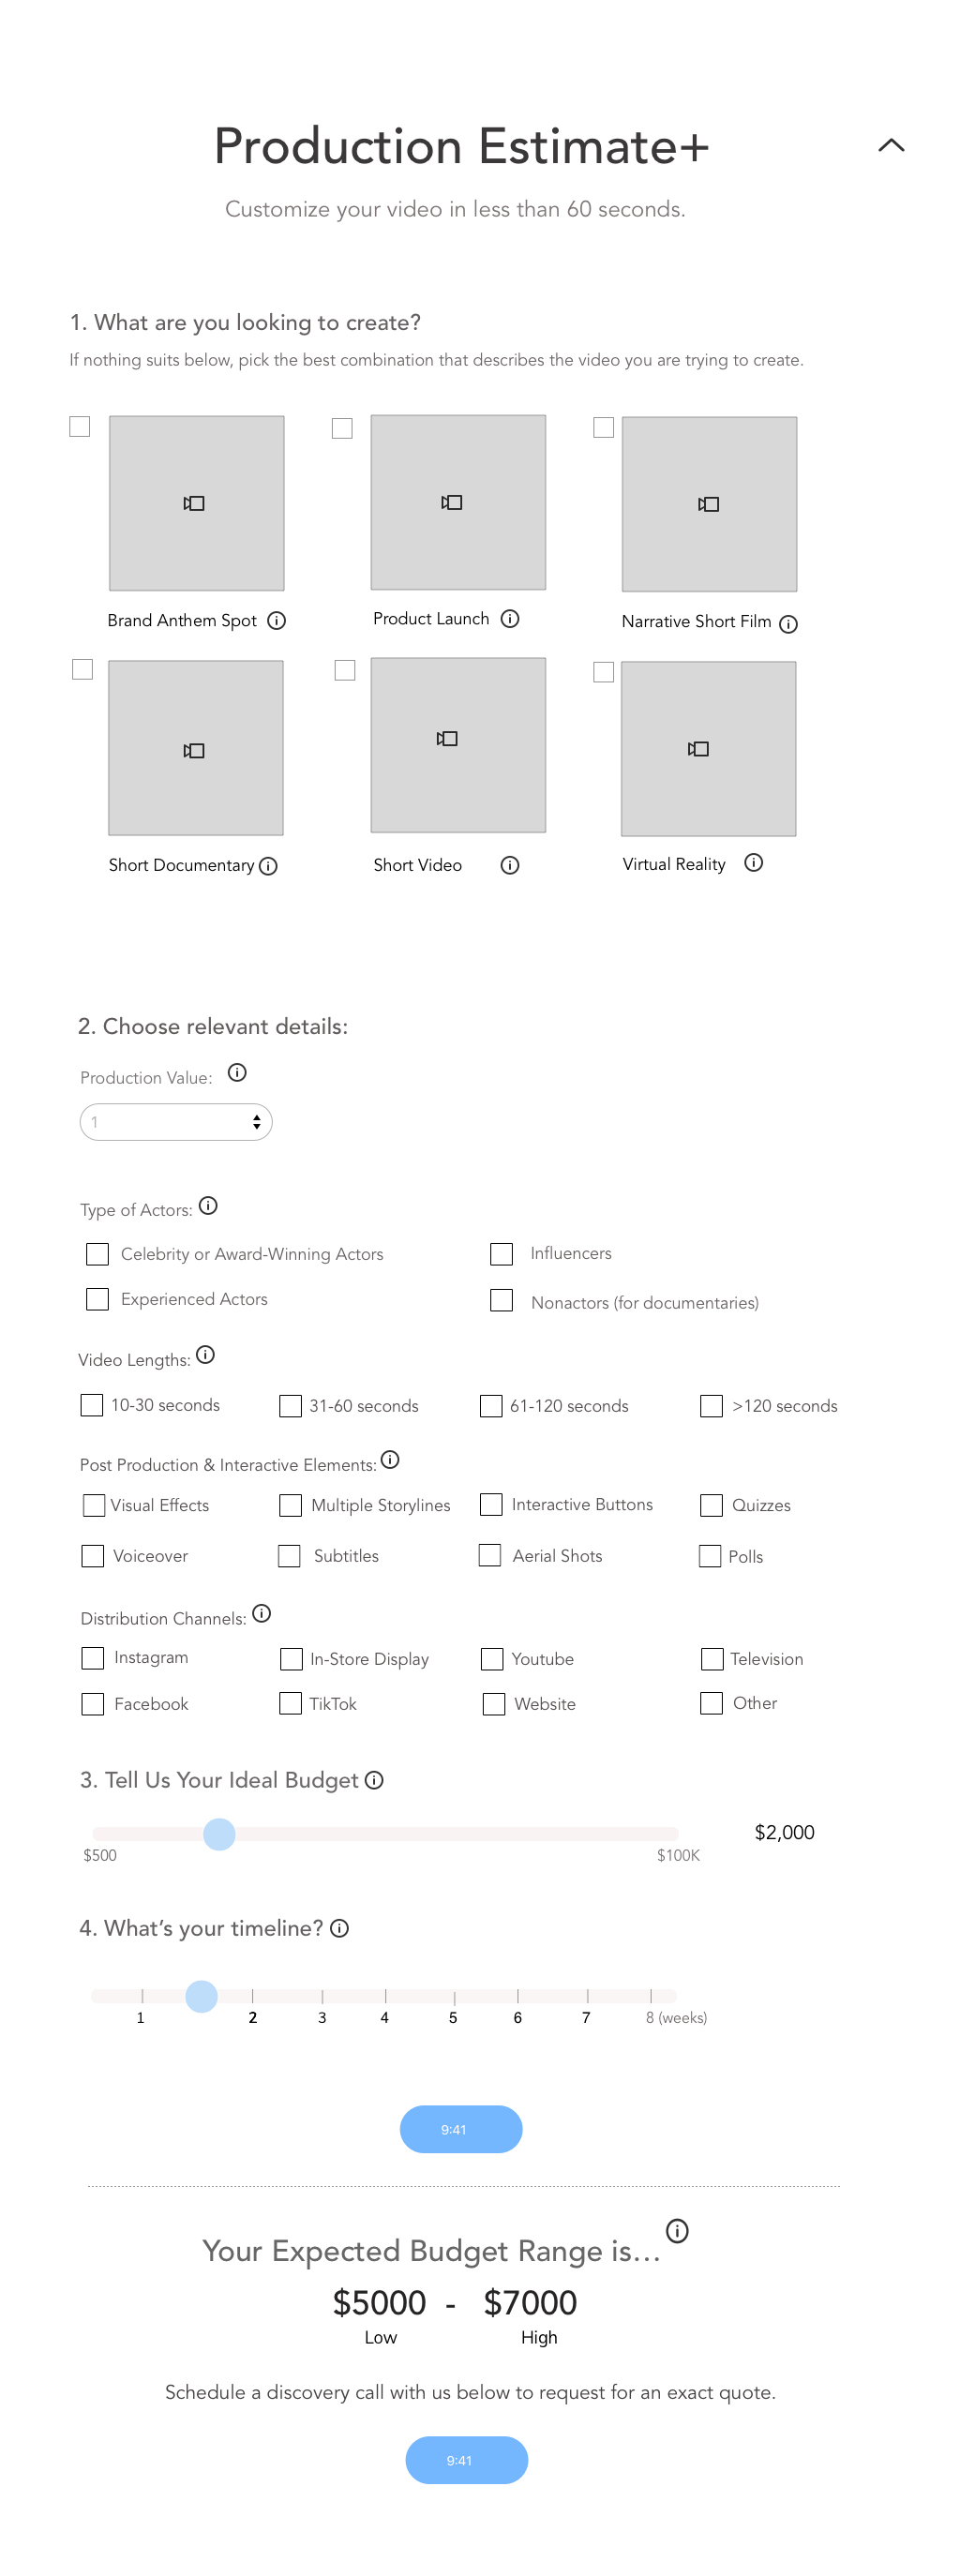 Production Estimate+
Customize your video in less than 60 seconds.
1. What are you looking to create?
If nothing suits below, pick the best combination that describes the video you are trying to create.
Brand Anthem Spot Product Launch Narrative Short Film
Short Documentary Short Video Virtual Reality
2. Choose relevant details:
Production Value:
1
Type of Actors:
Celebrity or Award-Winning Actors Influencers
Experienced Actors Nonactors (for documentaries)
Video Lengths:
10-30 seconds 31-60 seconds 61-120 seconds >120 seconds
Post Production & Interactive Elements:
Visual Effects Multiple Storylines Interactive Buttons Quizzes
Voiceover Subtitles Aerial Shots Polls
Distribution Channels:
Instagram In-Store Display Youtube Television
Facebook TikTok Website Other
3. Tell Us Your Ideal Budget
$2,000
$500 $100K
4. What's your timeline?
1 2 3 4 5 6 7 8 (weeks)
9:41
Your Expected Budget Range is...
$5000 - $7000
Low High
Schedule a discovery call with us below to request for an exact quote.
9:41